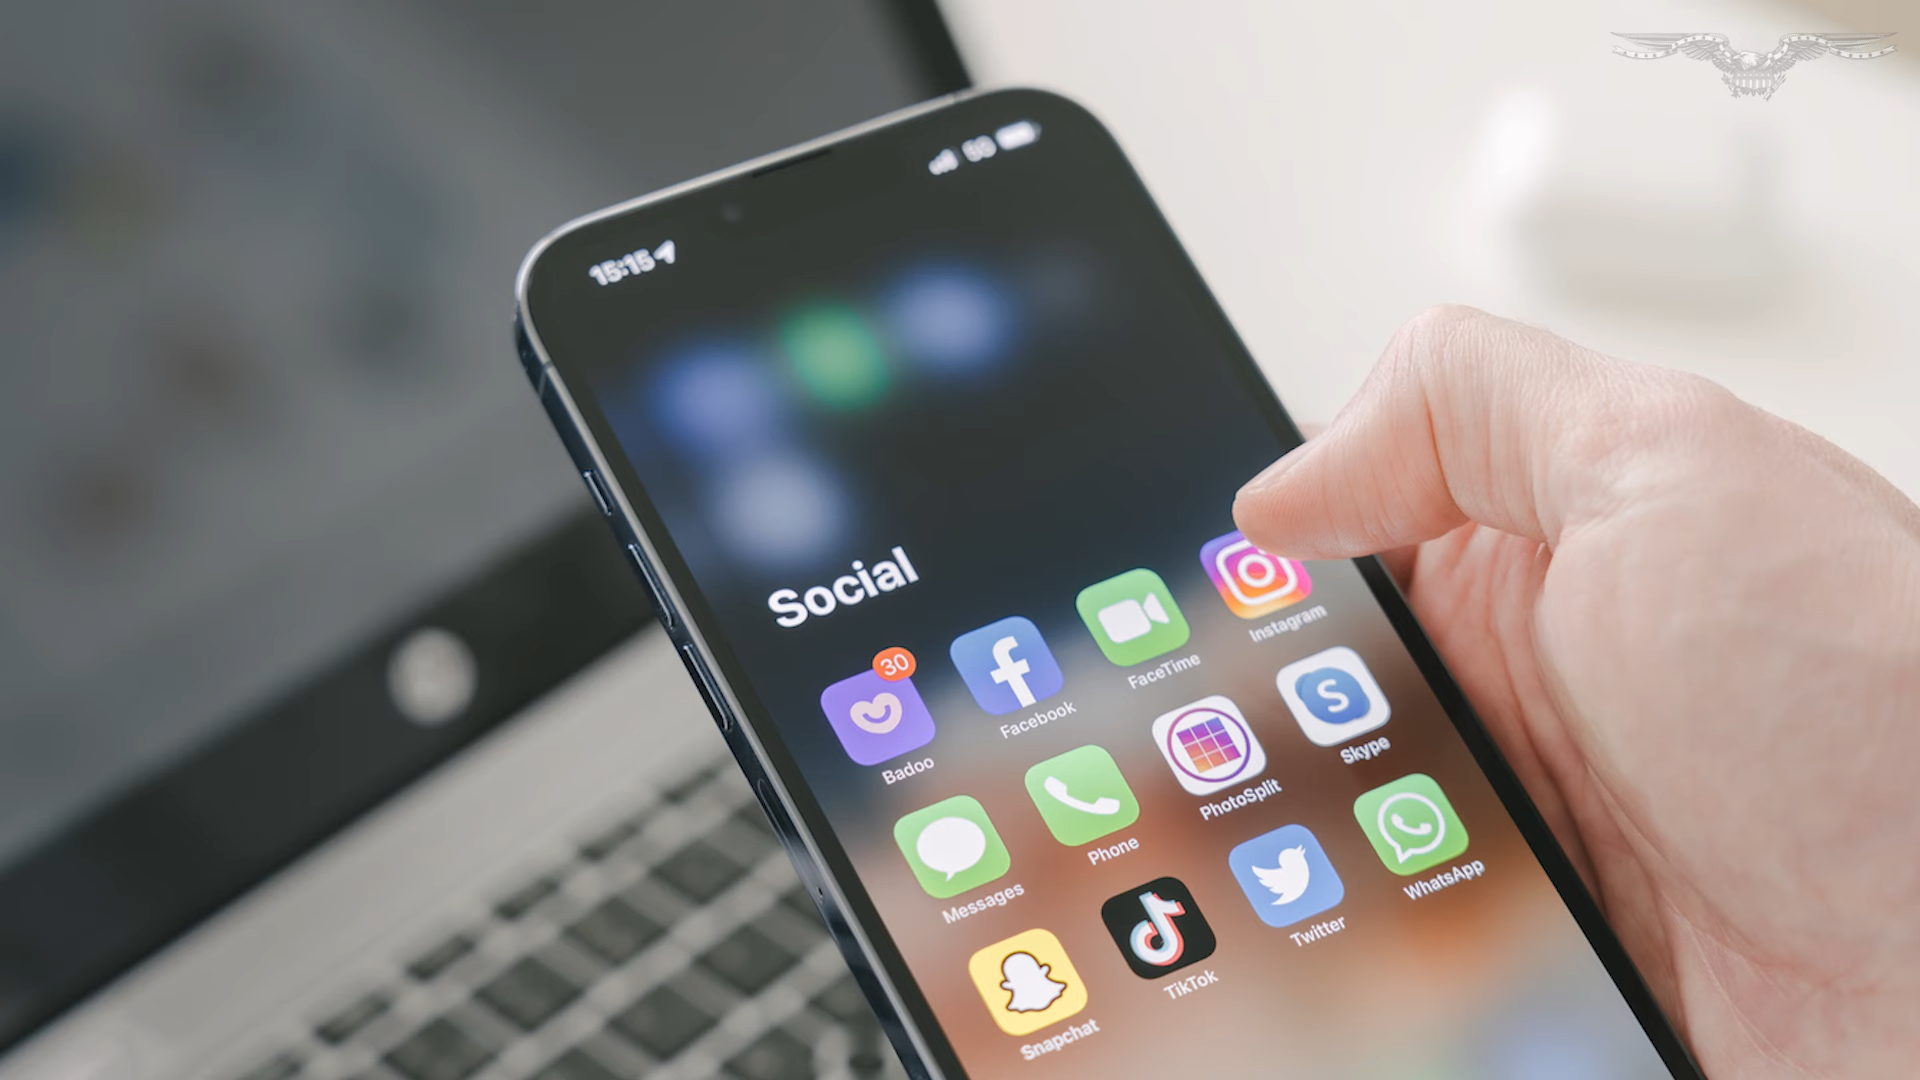 15:15
5G
Social
30
Badoo
Facebook
FaceTime
Instagram
Messages
Phone
PhotoSplit
Skype
Snapchat
TikTok
Twitter
WhatsApp